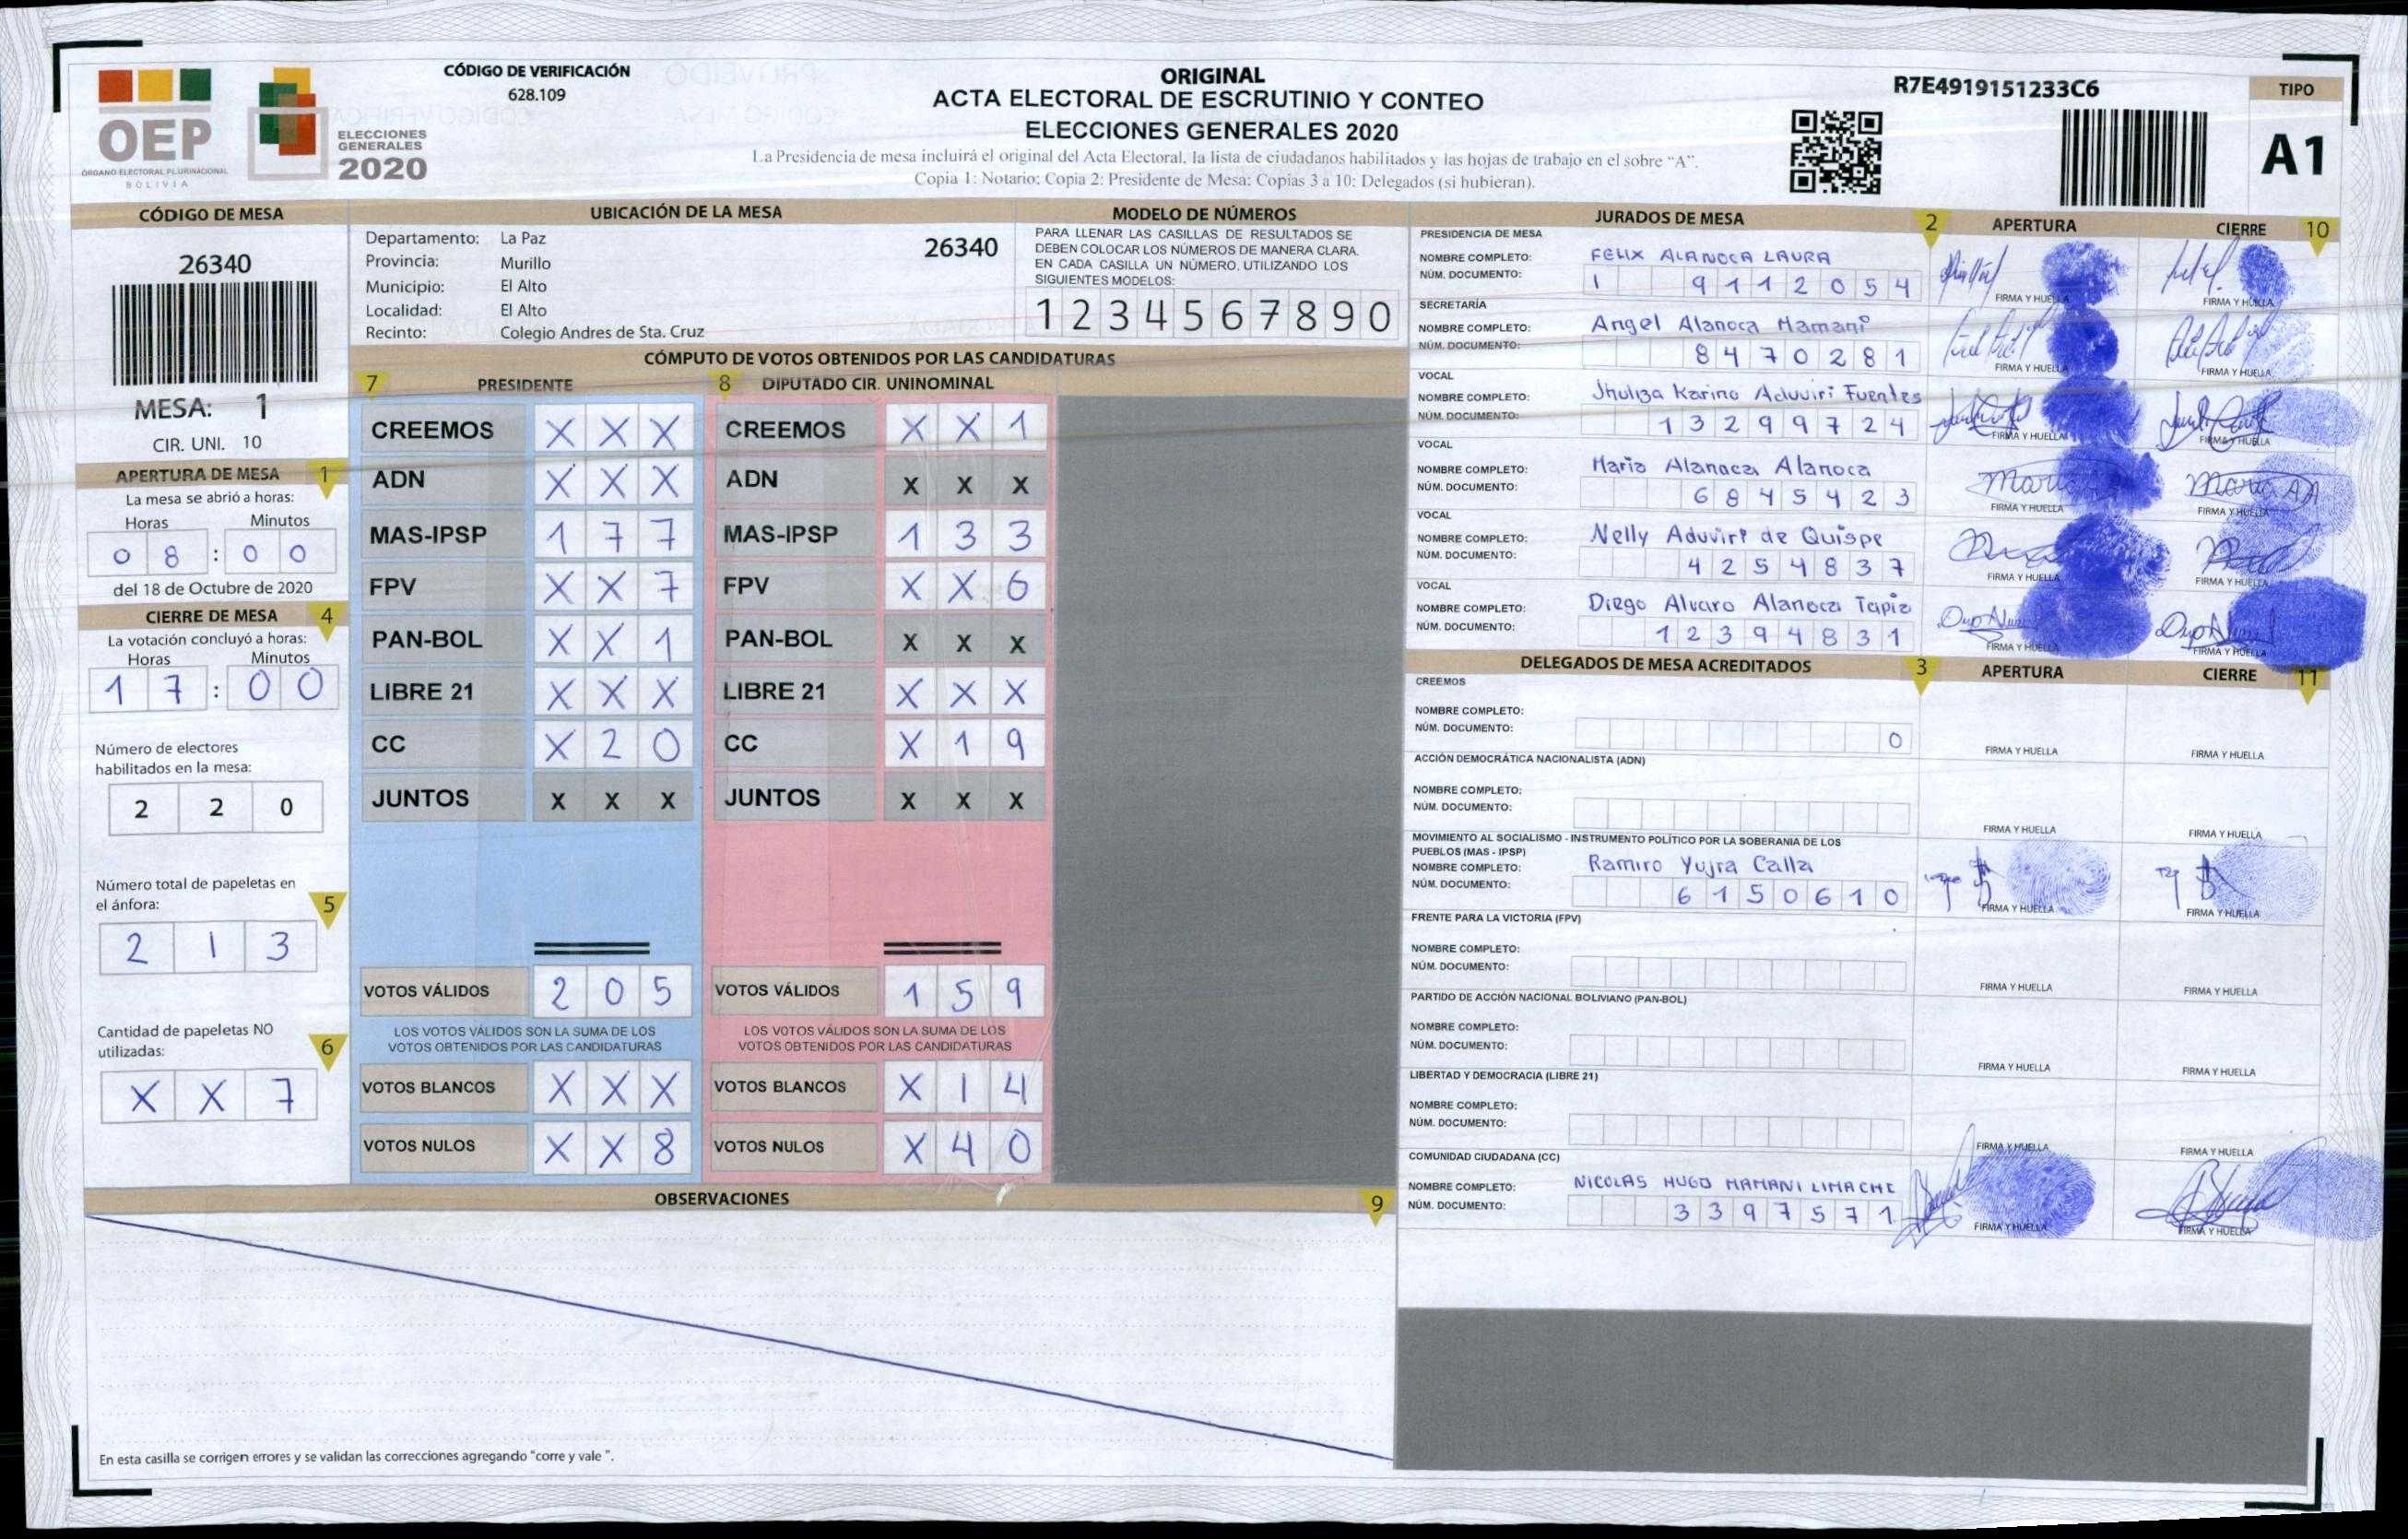 CÓDIGO DE VERIFICACIÓN
628.109
OEP
ÓRGANO ELECTORAL PLURINACIONAL
BOLIVIA
ELECCIONES
GENERALES
2020
ORIGINAL
ACTA ELECTORAL DE ESCRUTINIO Y CONTEO
ELECCIONES GENERALES 2020
La Presidencia de mesa incluirá el original del Acta Electoral, la lista de ciudadanos habilitados y las hojas de trabajo en el sobre “A”.
Copia 1: Notario; Copia 2: Presidente de Mesa; Copias 3 a 10: Delegados (si hubieran).
R7E4919151233C6
TIPO
A1
CÓDIGO DE MESA
26340
MESA: 1
CIR. UNI. 10
APERTURA DE MESA 1
La mesa se abrió a horas:
Horas Minutos
0 8 : 0 0
del 18 de Octubre de 2020
CIERRE DE MESA 4
La votación concluyó a horas:
Horas Minutos
1 7 : 0 0
Número de electores
habilitados en la mesa:
2 2 0
Número total de papeletas en
el ánfora: 5
2 1 3
Cantidad de papeletas NO
utilizadas: 6
X X 7
UBICACIÓN DE LA MESA
Departamento: La Paz
Provincia: Murillo
Municipio: El Alto
Localidad: El Alto
Recinto: Colegio Andres de Sta. Cruz
26340
MODELO DE NÚMEROS
PARA LLENAR LAS CASILLAS DE RESULTADOS SE
DEBEN COLOCAR LOS NÚMEROS DE MANERA CLARA.
EN CADA CASILLA UN NÚMERO, UTILIZANDO LOS
SIGUIENTES MODELOS:
1 2 3 4 5 6 7 8 9 0
CÓMPUTO DE VOTOS OBTENIDOS POR LAS CANDIDATURAS
7 PRESIDENTE 8 DIPUTADO CIR. UNINOMINAL
CREEMOS X X X CREEMOS X X 1
ADN X X X ADN X X X
MAS-IPSP 1 7 7 MAS-IPSP 1 3 3
FPV X X 7 FPV X X 6
PAN-BOL X X 1 PAN-BOL X X X
LIBRE 21 X X X LIBRE 21 X X X
CC X 2 0 CC X 1 9
JUNTOS X X X JUNTOS X X X
VOTOS VÁLIDOS 2 0 5 VOTOS VÁLIDOS 1 5 9
LOS VOTOS VÁLIDOS SON LA SUMA DE LOS LOS VOTOS VÁLIDOS SON LA SUMA DE LOS
VOTOS OBTENIDOS POR LAS CANDIDATURAS VOTOS OBTENIDOS POR LAS CANDIDATURAS
VOTOS BLANCOS X X X VOTOS BLANCOS X 1 4
VOTOS NULOS X X 8 VOTOS NULOS X 4 0
OBSERVACIONES 9
En esta casilla se corrigen errores y se validan las correcciones agregando “corre y vale ”.
JURADOS DE MESA 2 APERTURA CIERRE 10
PRESIDENCIA DE MESA
NOMBRE COMPLETO: FELIX ALANOCA LAURA
NÚM. DOCUMENTO: 1 9 1 1 2 0 5 4
FIRMA Y HUELLA FIRMA Y HUELLA
SECRETARÍA
NOMBRE COMPLETO: Angel Alanoca Mamani
NÚM. DOCUMENTO: 8 4 7 0 2 8 1
FIRMA Y HUELLA FIRMA Y HUELLA
VOCAL
NOMBRE COMPLETO: Jhuliza Karina Aduviri Fuentes
NÚM. DOCUMENTO: 1 3 2 9 9 7 2 4
FIRMA Y HUELLA FIRMA Y HUELLA
VOCAL
NOMBRE COMPLETO: Maria Alanoca Alanoca
NÚM. DOCUMENTO: 6 8 4 5 4 2 3
FIRMA Y HUELLA FIRMA Y HUELLA
VOCAL
NOMBRE COMPLETO: Nelly Aduviri de Quispe
NÚM. DOCUMENTO: 4 2 5 4 8 3 7
FIRMA Y HUELLA FIRMA Y HUELLA
VOCAL
NOMBRE COMPLETO: Diego Alvaro Alanoca Tapia
NÚM. DOCUMENTO: 1 2 3 9 4 8 3 1
FIRMA Y HUELLA FIRMA Y HUELLA
DELEGADOS DE MESA ACREDITADOS 3 APERTURA CIERRE 11
CREEMOS
NOMBRE COMPLETO:
NÚM. DOCUMENTO: 0
FIRMA Y HUELLA FIRMA Y HUELLA
ACCIÓN DEMOCRÁTICA NACIONALISTA (ADN)
NOMBRE COMPLETO:
NÚM. DOCUMENTO:
FIRMA Y HUELLA FIRMA Y HUELLA
MOVIMIENTO AL SOCIALISMO - INSTRUMENTO POLÍTICO POR LA SOBERANIA DE LOS
PUEBLOS (MAS - IPSP)
NOMBRE COMPLETO: Ramiro Yujra Calla
NÚM. DOCUMENTO: 6 1 5 0 6 1 0
FIRMA Y HUELLA FIRMA Y HUELLA
FRENTE PARA LA VICTORIA (FPV)
NOMBRE COMPLETO:
NÚM. DOCUMENTO:
FIRMA Y HUELLA FIRMA Y HUELLA
PARTIDO DE ACCIÓN NACIONAL BOLIVIANO (PAN-BOL)
NOMBRE COMPLETO:
NÚM. DOCUMENTO:
FIRMA Y HUELLA FIRMA Y HUELLA
LIBERTAD Y DEMOCRACIA (LIBRE 21)
NOMBRE COMPLETO:
NÚM. DOCUMENTO:
FIRMA Y HUELLA FIRMA Y HUELLA
COMUNIDAD CIUDADANA (CC)
NOMBRE COMPLETO: NICOLAS HUGO MAMANI LIMACHI
NÚM. DOCUMENTO: 3 3 9 7 5 7 1
FIRMA Y HUELLA FIRMA Y HUELLA